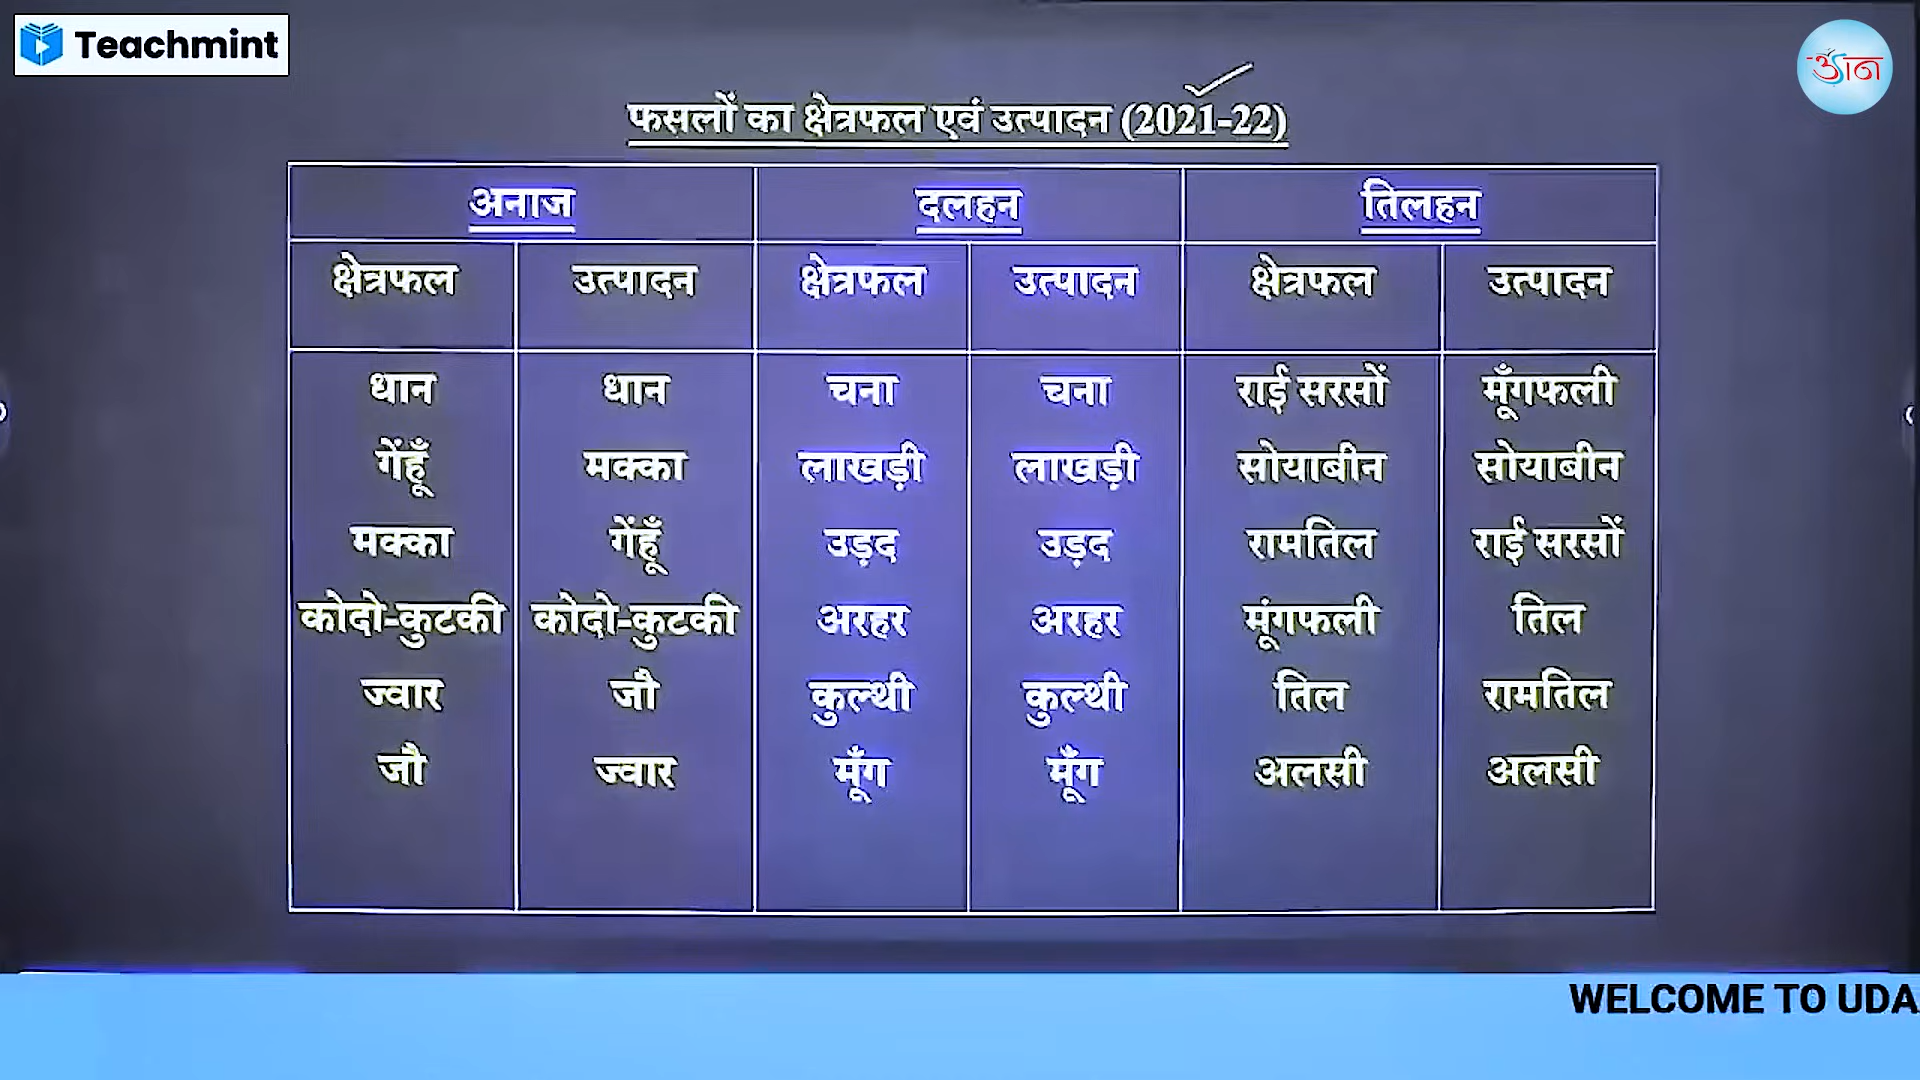 Teachmint
उड़ान
फसलों का क्षेत्रफल एवं उत्पादन (2021-22)
अनाज दलहन तिलहन
क्षेत्रफल उत्पादन क्षेत्रफल उत्पादन क्षेत्रफल उत्पादन
धान धान चना चना राई सरसों मूँगफली
गेंहूँ मक्का लाखड़ी लाखड़ी सोयाबीन सोयाबीन
मक्का गेंहूँ उड़द उड़द रामतिल राई सरसों
कोदो-कुटकी कोदो-कुटकी अरहर अरहर मूंगफली तिल
ज्वार जौ कुल्थी कुल्थी तिल रामतिल
जौ ज्वार मूँग मूँग अलसी अलसी
WELCOME TO UDA